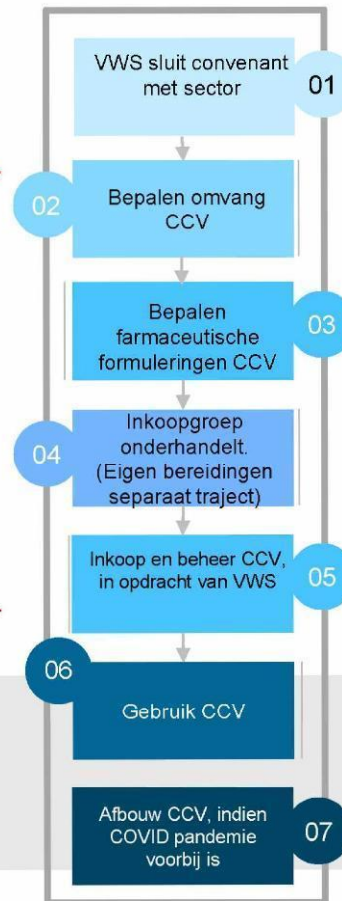 VWS sluit convenant
met sector
01
02
Bepalen omvang
CCV
Bepalen
farmaceutische
formuleringen CCV
03
04
Inkoopgroep
onderhandelt.
(Eigen bereidingen
separaat traject)
Inkoop en beheer CCV,
in opdracht van VWS
05
06
Gebruik CCV
Afbouw CCV, indien
COVID pandemie
voorbij is
07